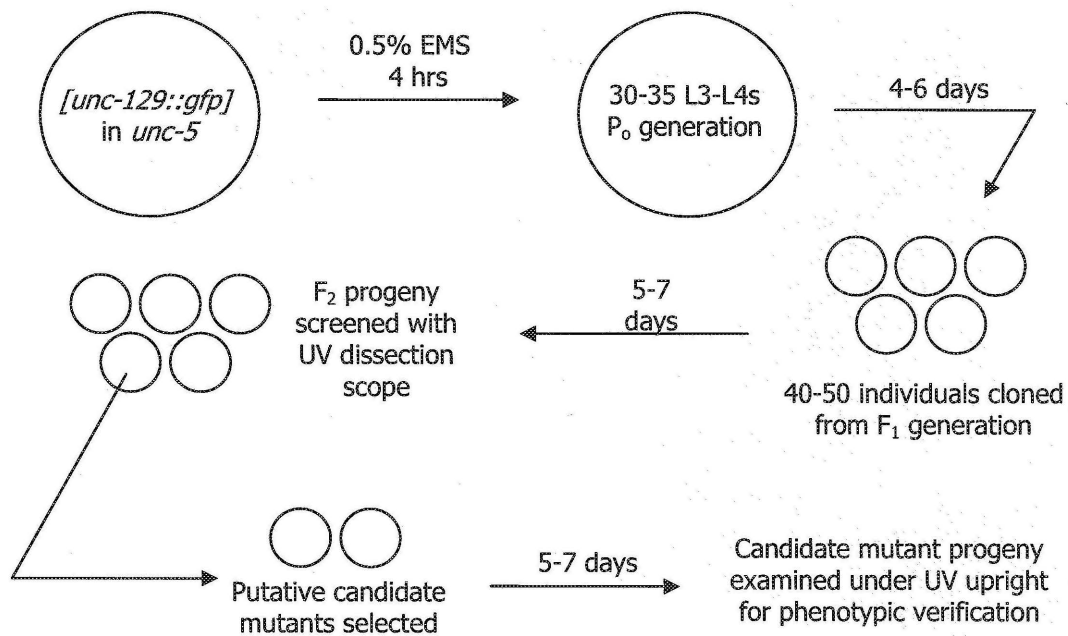 [unc-129::gfp]
in unc-5
0.5% EMS
4 hrs
30-35 L3-L4s
Po generation
4-6 days
40-50 individuals cloned
from F1 generation
5-7
days
F2 progeny
screened with
UV dissection
scope
Putative candidate
mutants selected
5-7 days
Candidate mutant progeny
examined under UV upright
for phenotypic verification